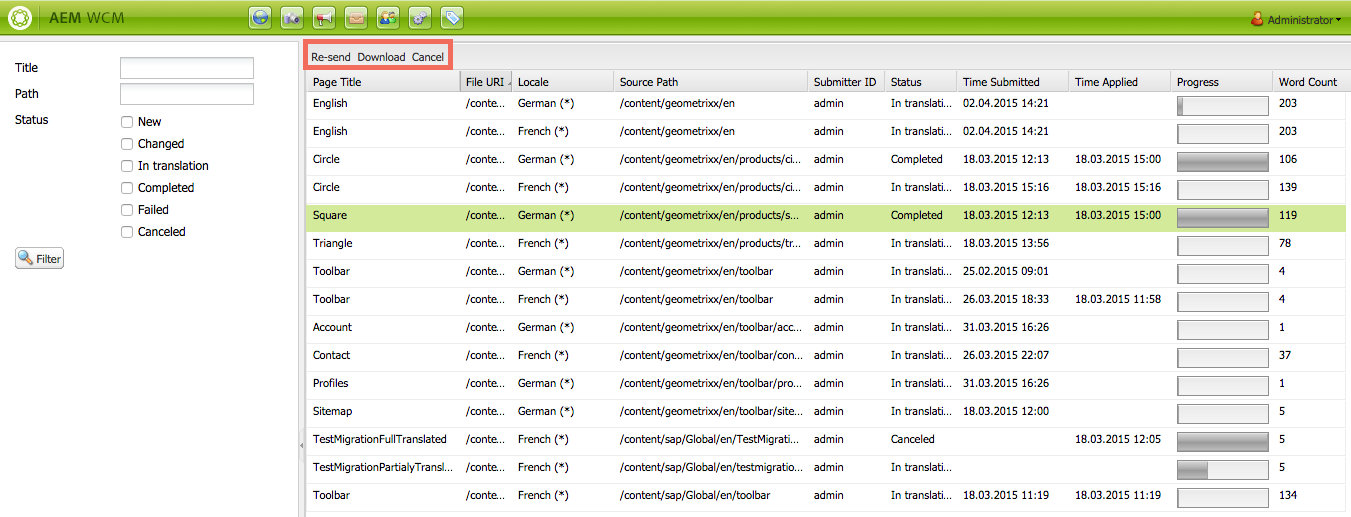 AEM WCM
Administrator
Title
Path
Status
New
Changed
In translation
Completed
Failed
Canceled
Filter
Re-send Download Cancel
Page Title File URI Locale Source Path Submitter ID Status Time Submitted Time Applied Progress Word Count
English /conte... German (*) /content/geometrixx/en admin In translati... 02.04.2015 14:21 203
English /conte... French (*) /content/geometrixx/en admin In translati... 02.04.2015 14:21 203
Circle /conte... German (*) /content/geometrixx/en/products/ci... admin Completed 18.03.2015 12:13 18.03.2015 15:00 106
Circle /conte... French (*) /content/geometrixx/en/products/ci... admin In translati... 18.03.2015 15:16 18.03.2015 15:16 139
Square /conte... German (*) /content/geometrixx/en/products/s... admin Completed 18.03.2015 12:13 18.03.2015 15:00 119
Triangle /conte... French (*) /content/geometrixx/en/products/tr... admin In translati... 18.03.2015 13:56 78
Toolbar /conte... German (*) /content/geometrixx/en/toolbar admin In translati... 25.02.2015 09:01 4
Toolbar /conte... French (*) /content/geometrixx/en/toolbar admin In translati... 26.03.2015 18:33 18.03.2015 11:58 4
Account /conte... German (*) /content/geometrixx/en/toolbar/acc... admin In translati... 31.03.2015 16:26 1
Contact /conte... French (*) /content/geometrixx/en/toolbar/con... admin In translati... 26.03.2015 22:07 37
Profiles /conte... German (*) /content/geometrixx/en/toolbar/pro... admin In translati... 31.03.2015 16:26 1
Sitemap /conte... German (*) /content/geometrixx/en/toolbar/site... admin In translati... 18.03.2015 12:00 5
TestMigrationFullTranslated /conte... French (*) /content/sap/Global/en/TestMigrati... admin Canceled 18.03.2015 12:05 5
TestMigrationPartialyTransl... /conte... French (*) /content/sap/Global/en/testmigratio... admin In translati... 5
Toolbar /conte... French (*) /content/sap/Global/en/toolbar admin In translati... 18.03.2015 11:19 18.03.2015 11:19 134